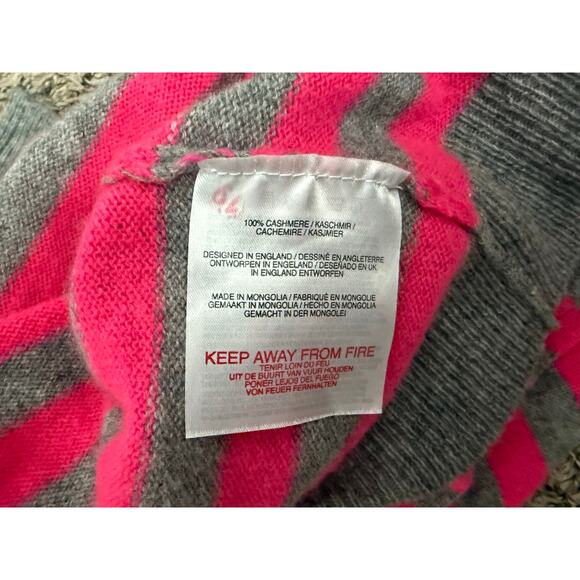 100% CASHMERE / KASCHMIR /
CACHEMIRE / KASJMIER
DESIGNED IN ENGLAND / DESSINÉ EN ANGLETERRE
ONTWORPEN IN ENGELAND / DESEÑADO EN UK
IN ENGLAND ENTWORFEN
MADE IN MONGOLIA / FABRIQUÉ EN MONGOLIE
GEMAAKT IN MONGOLIA / HECHO EN MONGOLIA
GEMACHT IN DER MONGOLEI
KEEP AWAY FROM FIRE
TENIR LOIN DU FEU
UIT DE BUURT VAN VUUR HOUDEN
PONER LEJOS DEL FUEGO
VON FEUER FERNHALTEN